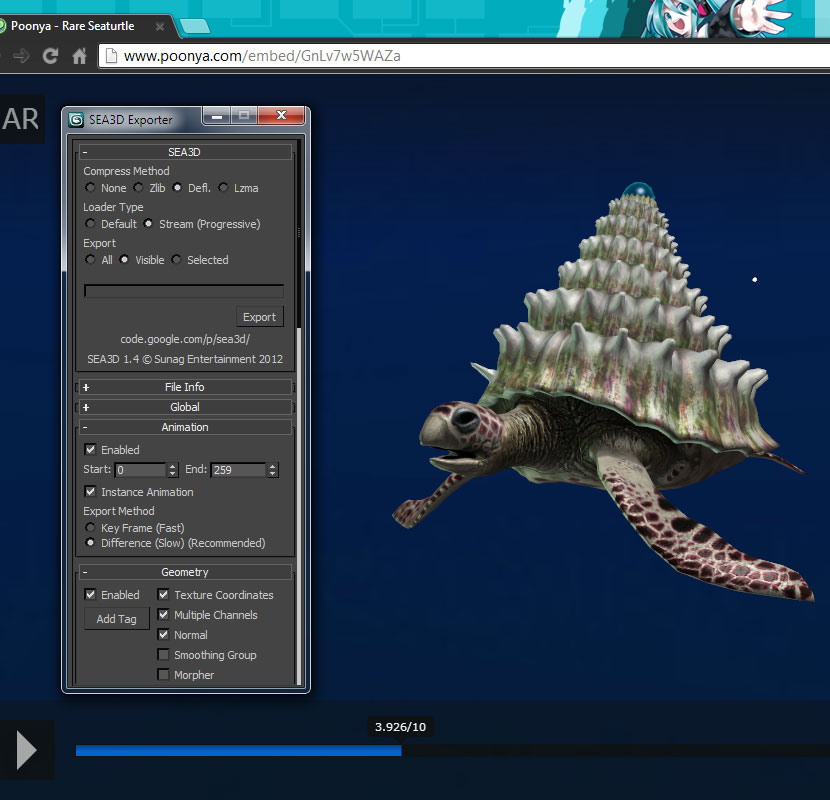 Poonya - Rare Seaturtle
www.poonya.com/embed/GnLv7w5WAZa
AR
SEA3D Exporter
- SEA3D
Compress Method
None Zlib Defl. Lzma
Loader Type
Default Stream (Progressive)
Export
All Visible Selected
Export
code.google.com/p/sea3d/
SEA3D 1.4 © Sunag Entertainment 2012
+ File Info
+ Global
- Animation
Enabled
Start: 0 End: 259
Instance Animation
Export Method
Key Frame (Fast)
Difference (Slow) (Recommended)
- Geometry
Enabled Texture Coordinates
Add Tag Multiple Channels
Normal
Smoothing Group
Morpher
3.926/10